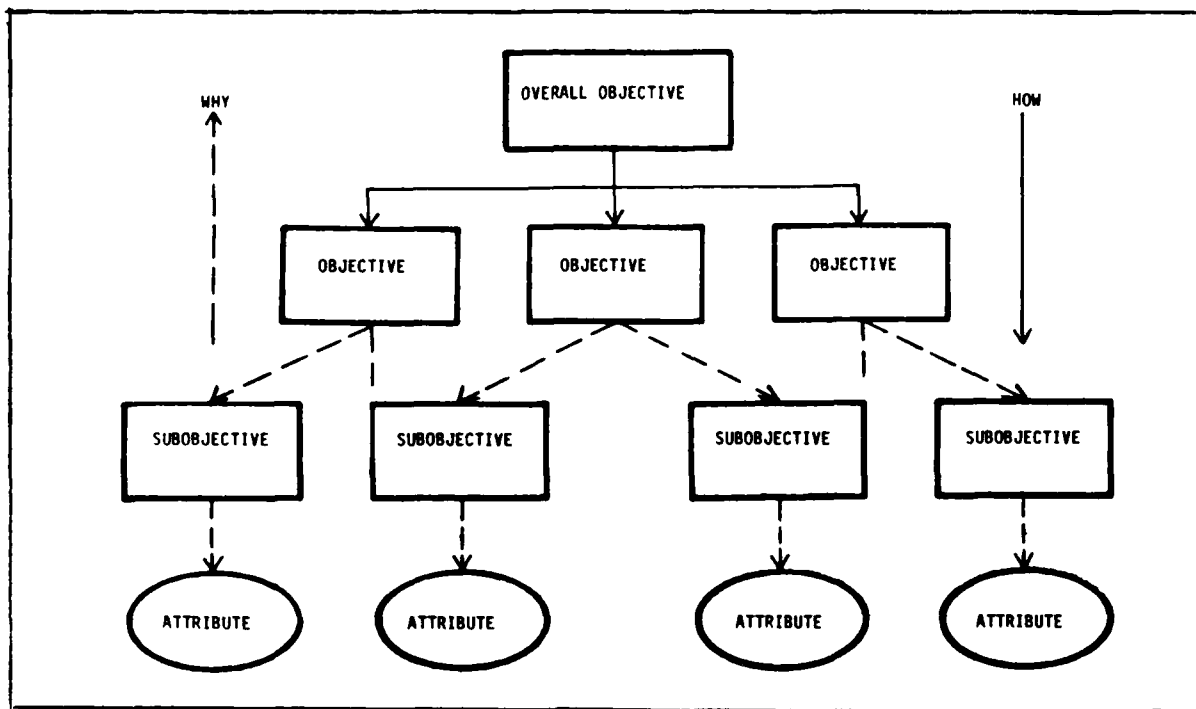 OVERALL OBJECTIVE
WHY
HOW
OBJECTIVE
OBJECTIVE
OBJECTIVE
SUBOBJECTIVE
SUBOBJECTIVE
SUBOBJECTIVE
SUBOBJECTIVE
ATTRIBUTE
ATTRIBUTE
ATTRIBUTE
ATTRIBUTE